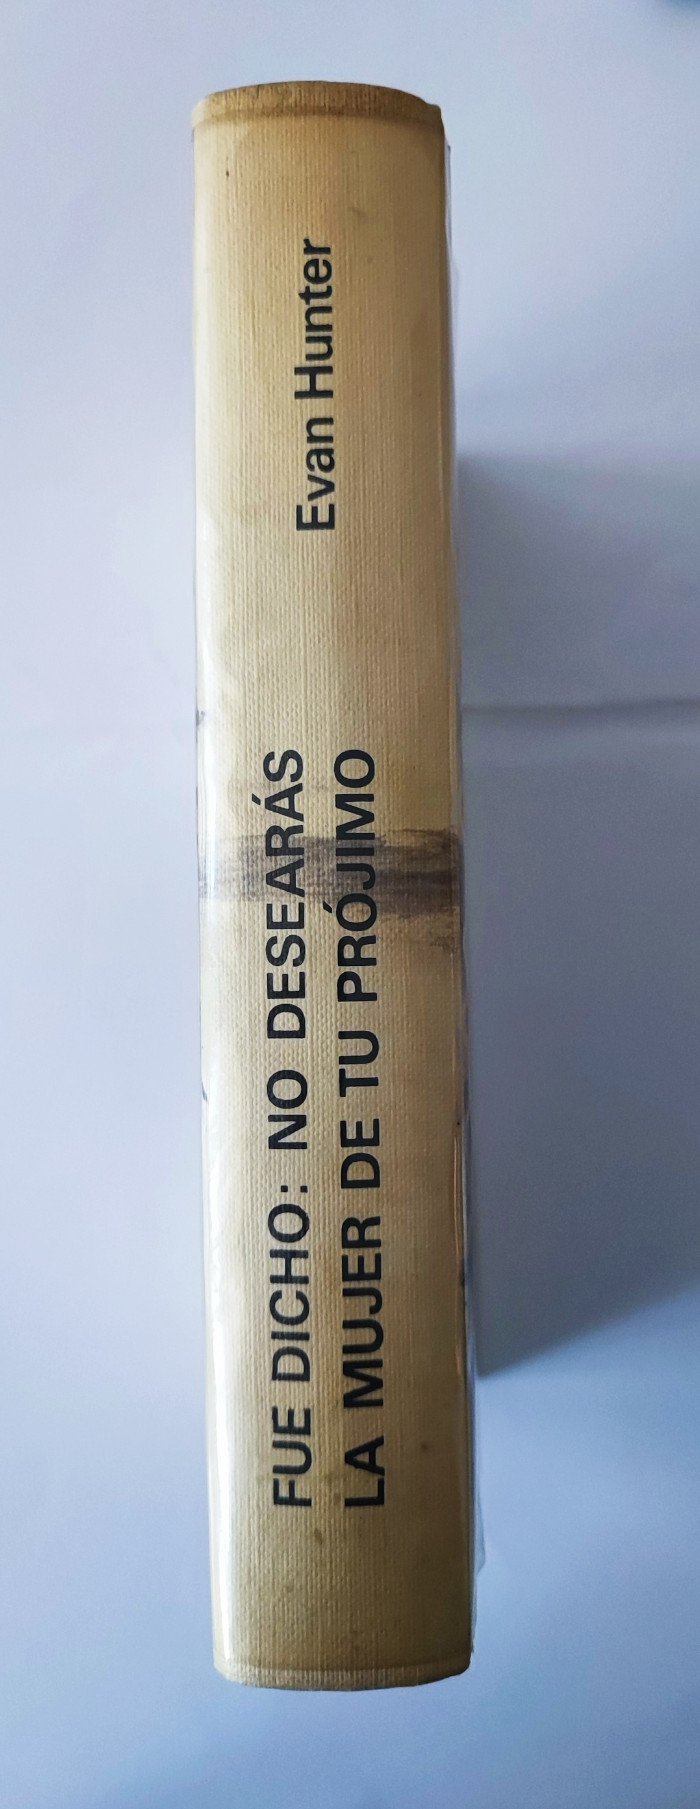 FUE DICHO: NO DESEARÁS
LA MUJER DE TU PRÓJIMO
Evan Hunter